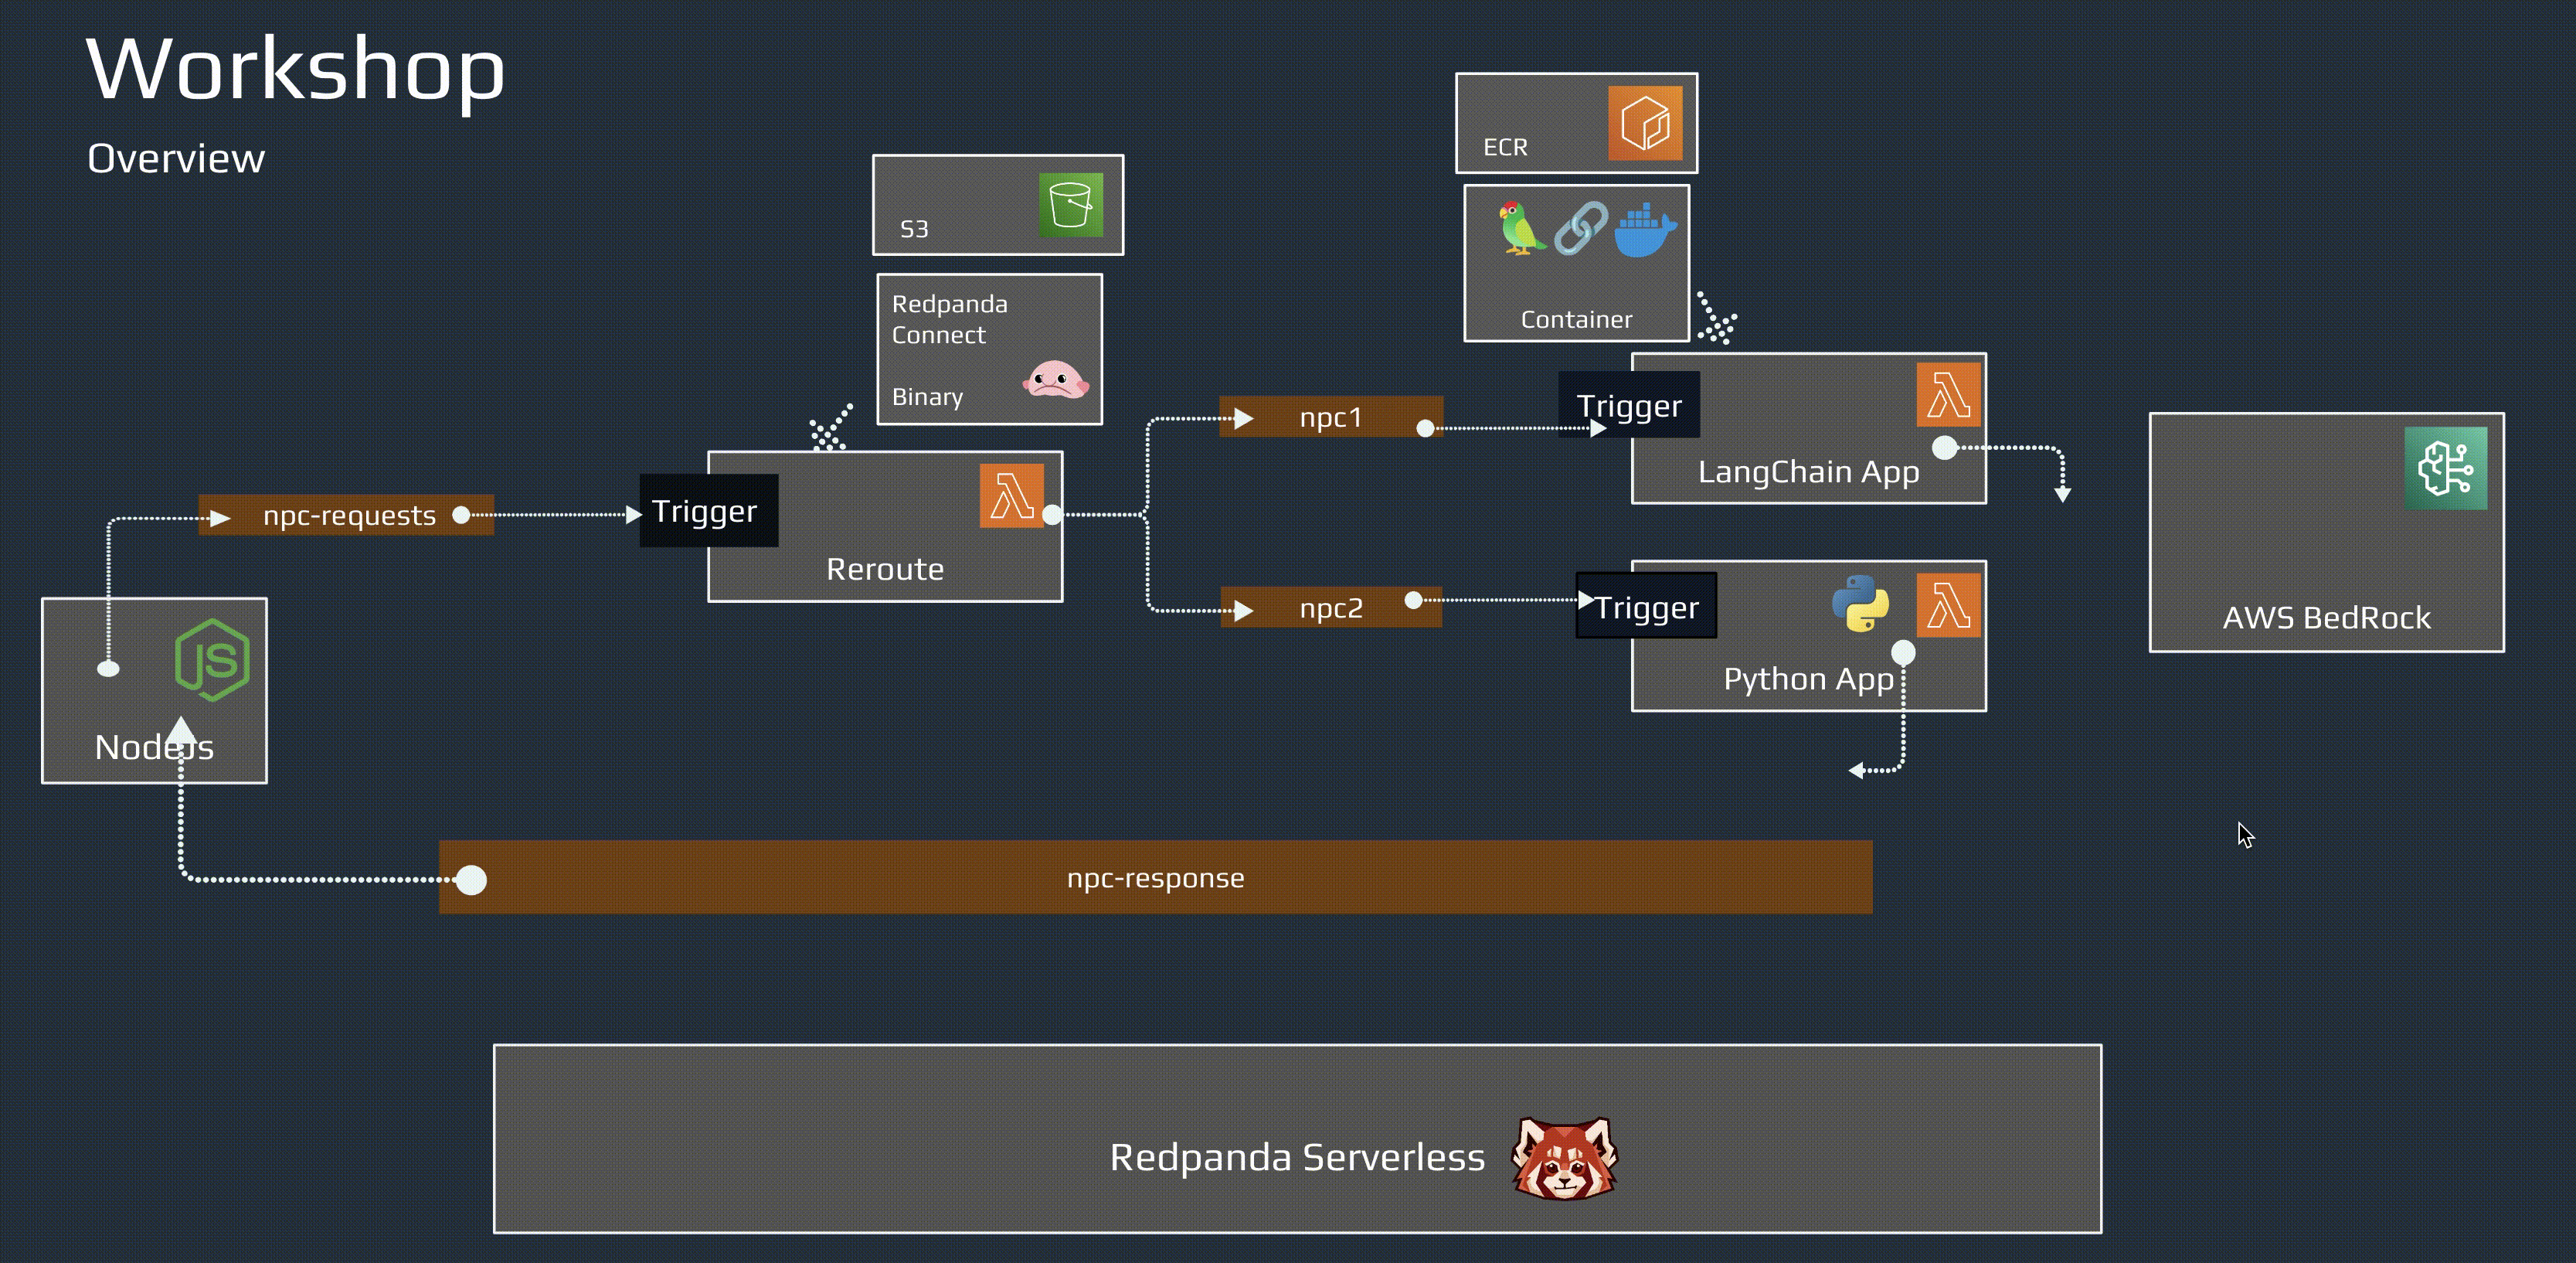 Workshop
Overview
ECR
S3
Container
Redpanda
Connect
Binary
npc1
Trigger
LangChain App
npc-requests
Trigger
Reroute
npc2
Trigger
Python App
AWS BedRock
JS
NodeJs
npc-response
Redpanda Serverless